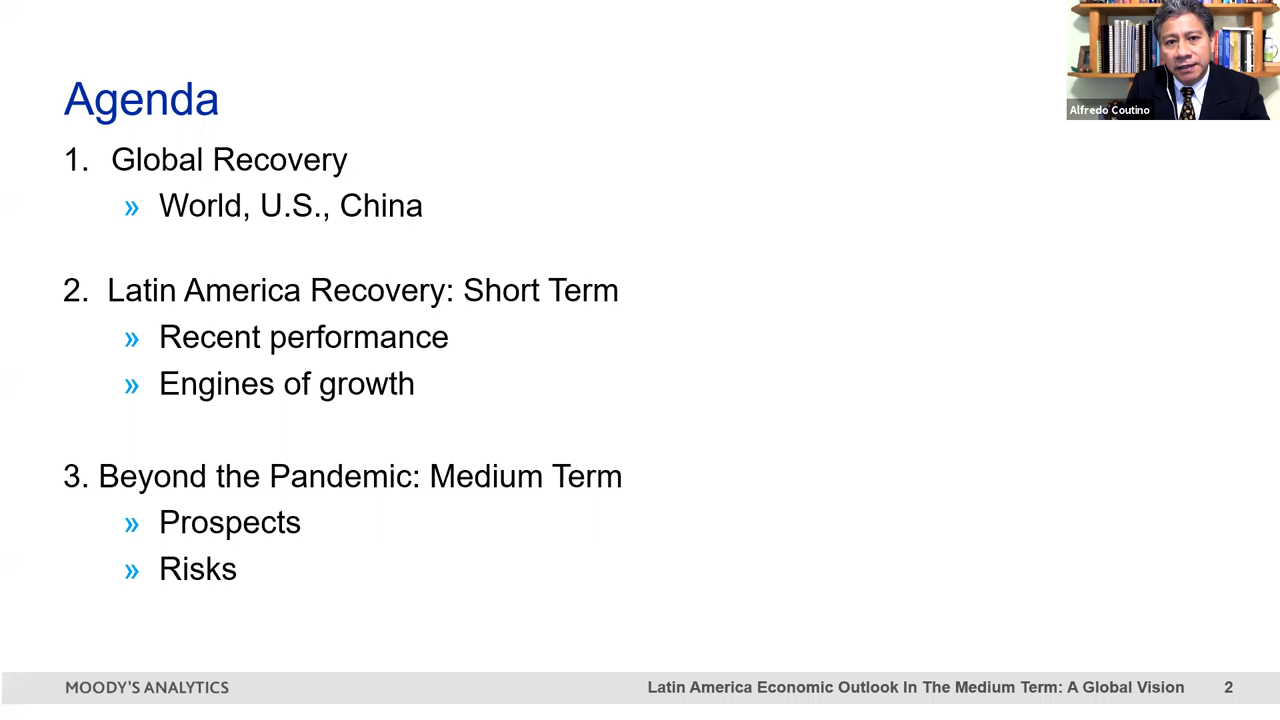 Alfredo Coutino
Agenda
1. Global Recovery
» World, U.S., China
2. Latin America Recovery: Short Term
» Recent performance
» Engines of growth
3. Beyond the Pandemic: Medium Term
» Prospects
» Risks
MOODY'S ANALYTICS
Latin America Economic Outlook In The Medium Term: A Global Vision 2